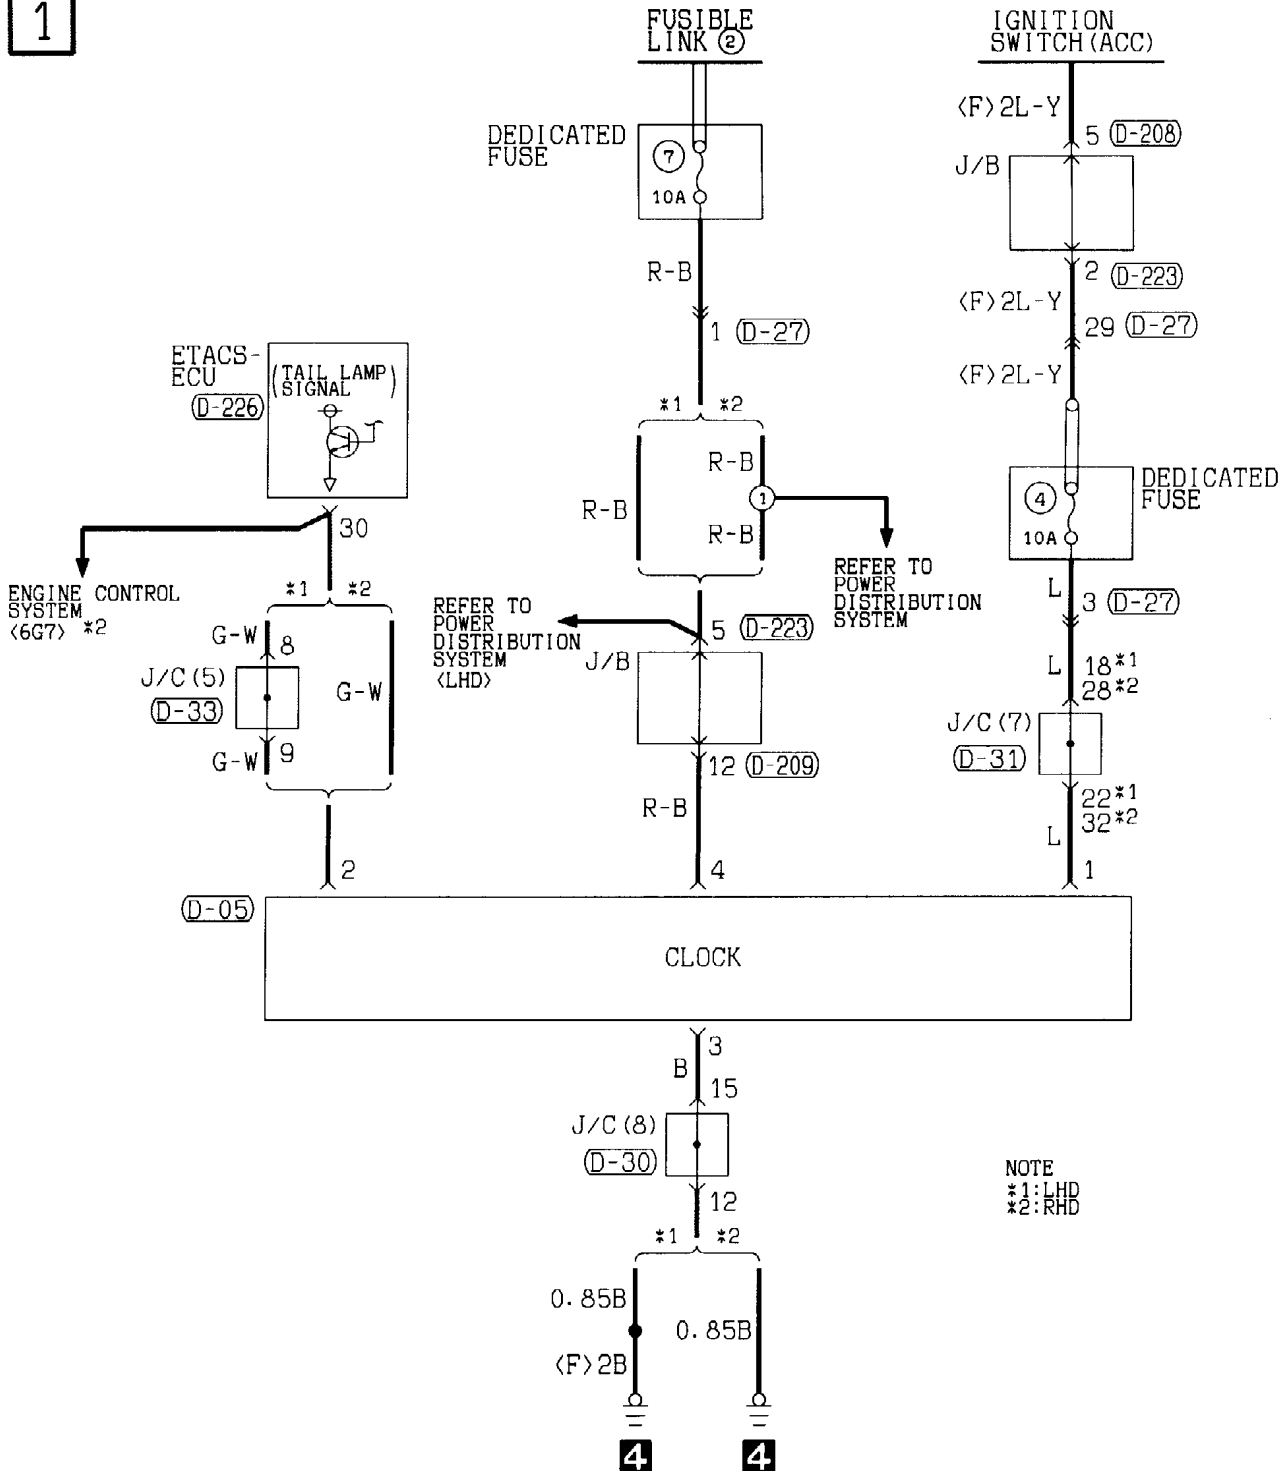 1
FUSIBLE
LINK ②
IGNITION
SWITCH(ACC)
<F>2L-Y
5 (D-208)
J/B
DEDICATED
FUSE
⑦
10A
R-B
2 (D-223)
<F>2L-Y
29 (D-27)
1 (D-27)
<F>2L-Y
ETACS-
ECU
(D-226)
(TAIL LAMP)
SIGNAL
*1 *2
R-B
R-B
①
R-B
DEDICATED
FUSE
④
10A
30
ENGINE CONTROL
SYSTEM
<6G7> *2
*1 *2
REFER TO
POWER
DISTRIBUTION
SYSTEM
L
3 (D-27)
REFER TO
POWER
DISTRIBUTION
SYSTEM
<LHD>
5 (D-223)
J/B
G-W
8
J/C(5)
(D-33)
G-W
G-W
9
L
18*1
28*2
J/C(7)
(D-31)
12 (D-209)
22*1
32*2
R-B
L
2
4
1
(D-05)
CLOCK
3
B
15
J/C(8)
(D-30)
12
NOTE
*1:LHD
*2:RHD
*1 *2
0.85B
0.85B
<F>2B
4
4